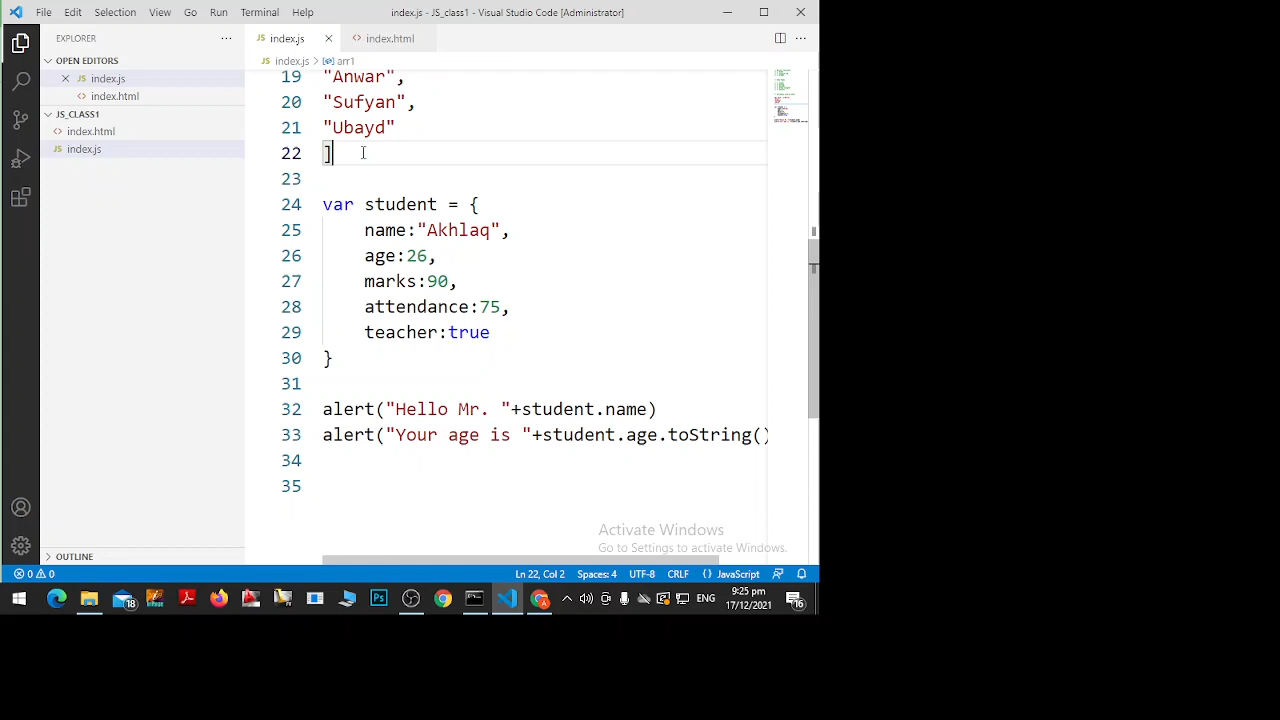 File Edit Selection View Go Run Terminal Help index.js - JS_Class1 - Visual Studio Code [Administrator]
EXPLORER
index.js index.html
OPEN EDITORS
index.js > arr1
index.js
index.html
JS_CLASS1
index.html
index.js
19 "Anwar",
20 "Sufyan",
21 "Ubayd"
22 ]
23
24 var student = {
25 name:"Akhlaq",
26 age:26,
27 marks:90,
28 attendance:75,
29 teacher:true
30 }
31
32 alert("Hello Mr. "+student.name)
33 alert("Your age is "+student.age.toString()
34
35
Activate Windows
Go to Settings to activate Windows.
OUTLINE
0 0 Ln 22, Col 2 Spaces: 4 UTF-8 CRLF JavaScript
18 Ps ENG 9:25 pm
17/12/2021 16